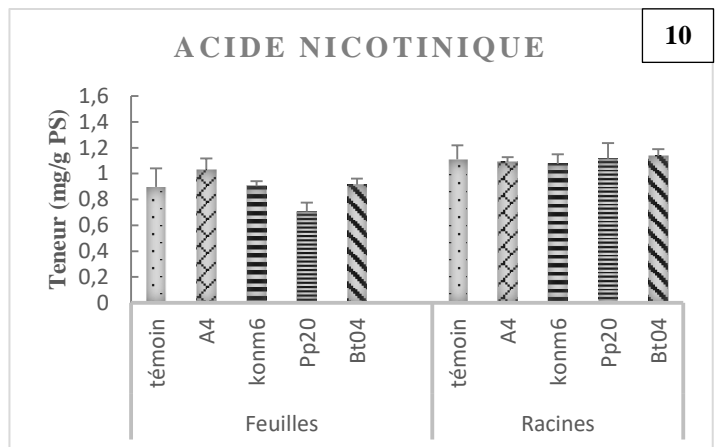 ACIDE NICOTINIQUE
10
Teneur (mg/g PS)
1,6
1,4
1,2
1
0,8
0,6
0,4
0,2
0
témoin
A4
konm6
Pp20
Bt04
témoin
A4
konm6
Pp20
Bt04
Feuilles
Racines